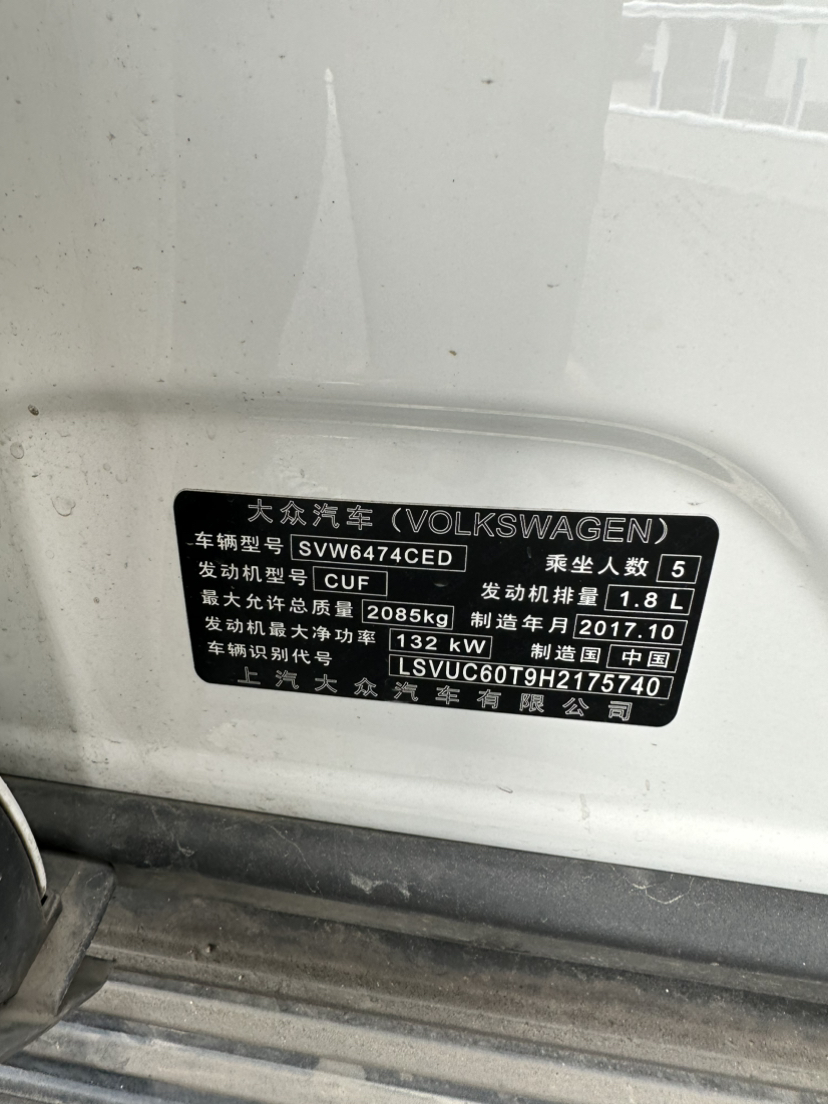 大众汽车（VOLKSWAGEN）
车辆型号 SVW6474CED 乘坐人数 5
发动机型号 CUF 发动机排量 1.8 L
最大允许总质量 2085kg 制造年月 2017.10
发动机最大净功率 132 kW 制造国 中国
车辆识别代号 LSVUC60T9H2175740
上汽大众汽车有限公司